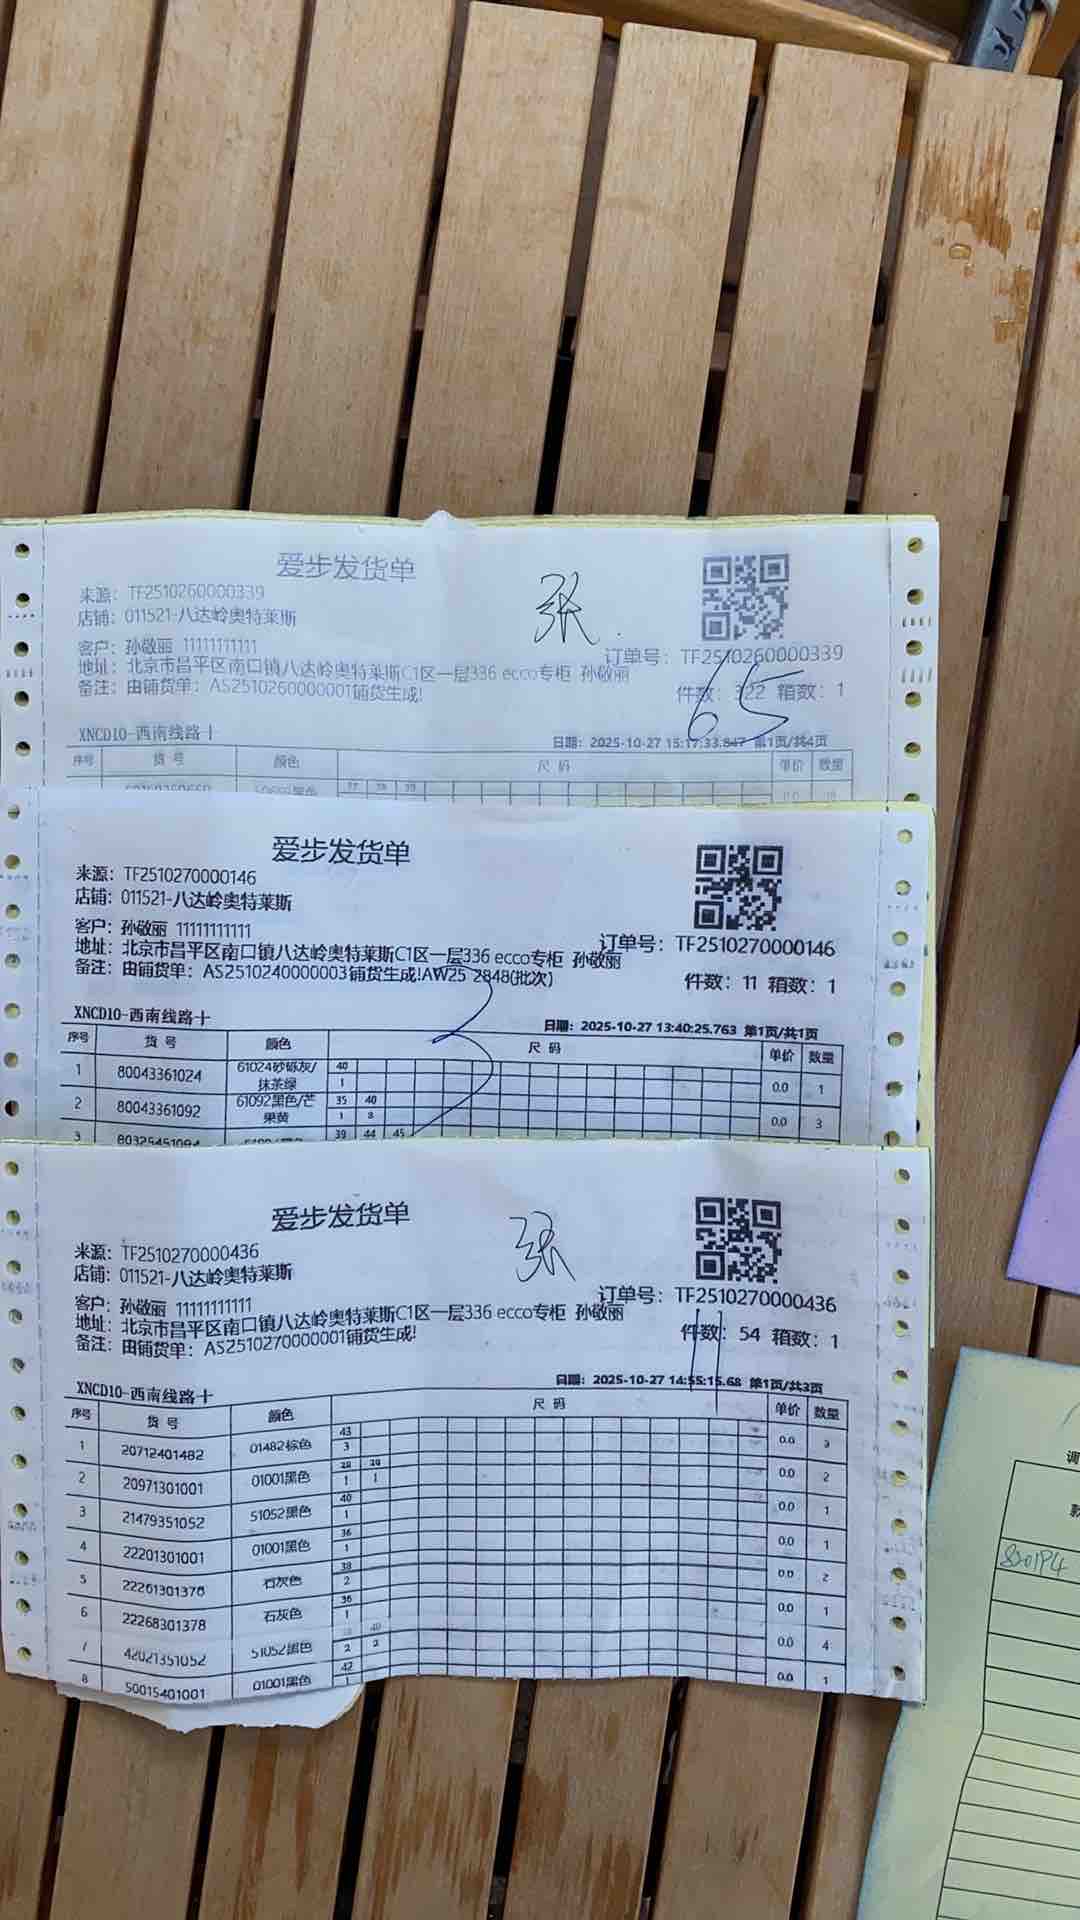 爱步发货单
来源：TF2510260000339
店铺：011521-八达岭奥特莱斯
张
客户：孙敬丽 11111111111
订单号：TF2510260000339
地址：北京市昌平区南口镇八达岭奥特莱斯C1区一层336 ecco专柜 孙敬丽
备注：由铺货单：AS2510260000001铺货生成!
件数：322 箱数：1
65
XNCD10-西南线路十
日期：2025-10-27 15:17:33.847 第1页/共4页
序号 货号 颜色 尺码 单价 数量
37 38 39
爱步发货单
来源：TF2510270000146
店铺：011521-八达岭奥特莱斯
客户：孙敬丽 11111111111
订单号：TF2510270000146
地址：北京市昌平区南口镇八达岭奥特莱斯C1区一层336 ecco专柜 孙敬丽
备注：由铺货单：AS2510240000003铺货生成!AW25 2848(批次)
件数：11 箱数：1
3
XNCD10-西南线路十
日期：2025-10-27 13:40:25.763 第1页/共1页
序号 货号 颜色 尺码 单价 数量
1 80043361024 61024砂砾灰/抹茶绿 40 1 0.0 1
2 80043361092 61092黑色/芒果黄 35 40 1 8 0.0 3
3 39 44 45
爱步发货单
来源：TF2510270000436
店铺：011521-八达岭奥特莱斯
张
客户：孙敬丽 11111111111
订单号：TF2510270000436
地址：北京市昌平区南口镇八达岭奥特莱斯C1区一层336 ecco专柜 孙敬丽
备注：由铺货单：AS2510270000001铺货生成!
件数：54 箱数：1
11
XNCD10-西南线路十
日期：2025-10-27 14:55:15.68 第1页/共3页
序号 货号 颜色 尺码 单价 数量
1 20712401482 01482棕色 43 3 0.0 3
2 20971301001 01001黑色 1 1 0.0 2
3 21479351052 51052黑色 40 1 0.0 1
4 22201301001 01001黑色 36 1 0.0 1
5 22261301378 石灰色 38 2 0.0 2
6 22268301378 石灰色 36 1 0.0 1
7 42021351052 51052黑色 40 2 2 0.0 4
8 50015401001 01001黑色 42 1 0.0 1
调